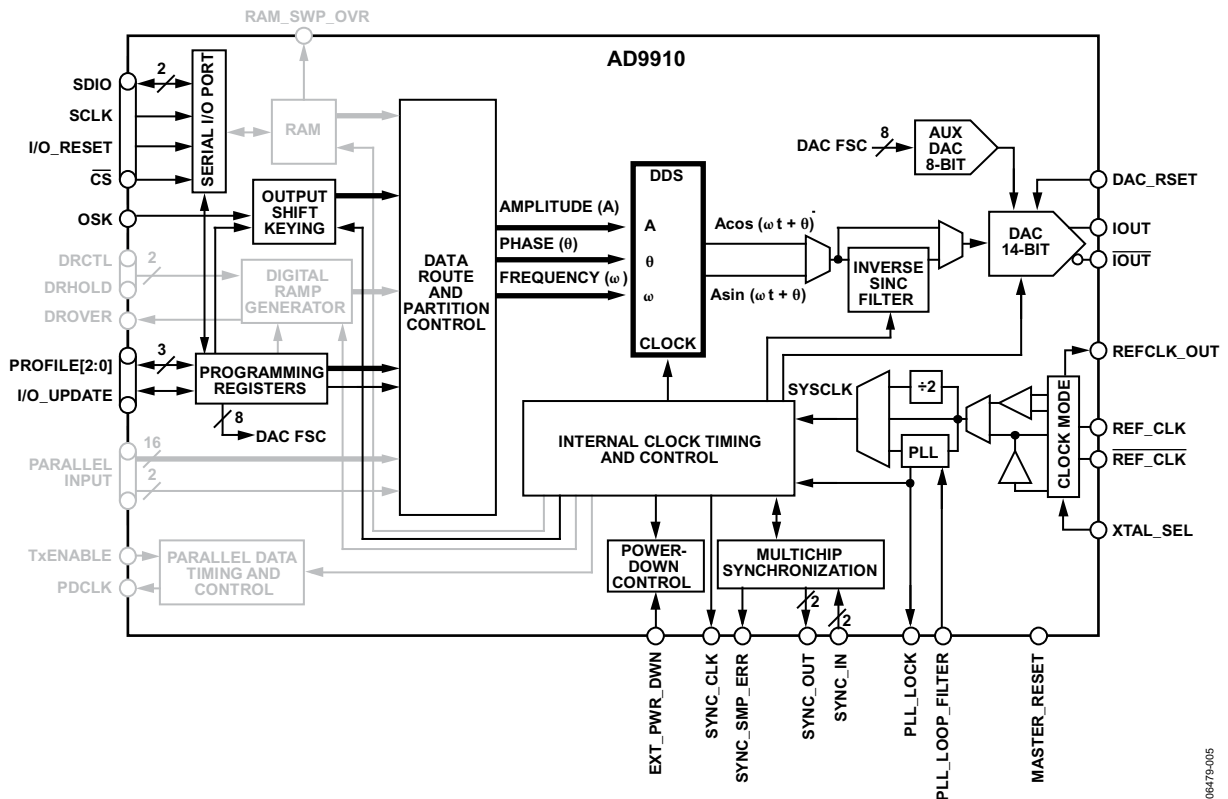 RAM_SWP_OVR
AD9910
SDIO
2
SCLK
I/O_RESET
CS
SERIAL I/O PORT
RAM
OSK
OUTPUT
SHIFT
KEYING
DRCTL
2
DRHOLD
DROVER
DIGITAL
RAMP
GENERATOR
PROFILE[2:0]
3
I/O_UPDATE
PROGRAMMING
REGISTERS
8
DAC FSC
16
PARALLEL
INPUT
2
TxENABLE
PDCLK
PARALLEL DATA
TIMING AND
CONTROL
DATA
ROUTE
AND
PARTITION
CONTROL
AMPLITUDE (A)
PHASE (θ)
FREQUENCY (ω)
DDS
A
θ
ω
CLOCK
Acos (ω t + θ)
Asin (ω t + θ)
INVERSE
SINC
FILTER
DAC FSC
8
AUX
DAC
8-BIT
DAC
14-BIT
DAC_RSET
IOUT
IOUT
REFCLK_OUT
REF_CLK
REF_CLK
XTAL_SEL
CLOCK MODE
SYSCLK
÷2
PLL
INTERNAL CLOCK TIMING
AND CONTROL
POWER-
DOWN
CONTROL
MULTICHIP
SYNCHRONIZATION
2
2
EXT_PWR_DWN
SYNC_CLK
SYNC_SMP_ERR
SYNC_OUT
SYNC_IN
PLL_LOCK
PLL_LOOP_FILTER
MASTER_RESET
06479-005